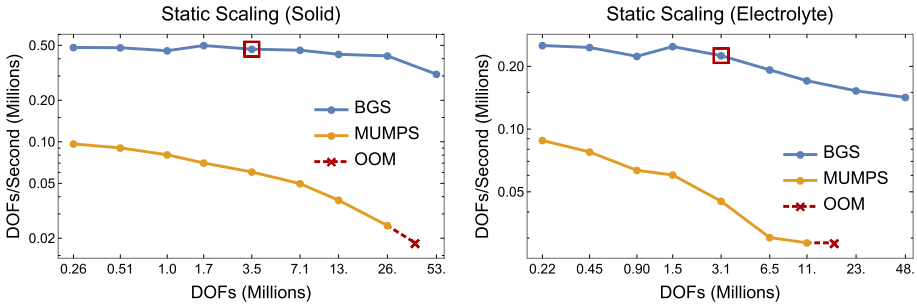 Static Scaling (Solid)
DOFs/Second (Millions)
0.50
0.20
0.10
0.05
0.02
BGS
MUMPS
OOM
0.26 0.51 1.0 1.7 3.5 7.1 13. 26. 53.
DOFs (Millions)
Static Scaling (Electrolyte)
DOFs/Second (Millions)
0.20
0.10
0.05
BGS
MUMPS
OOM
0.22 0.45 0.90 1.5 3.1 6.5 11. 23. 48.
DOFs (Millions)